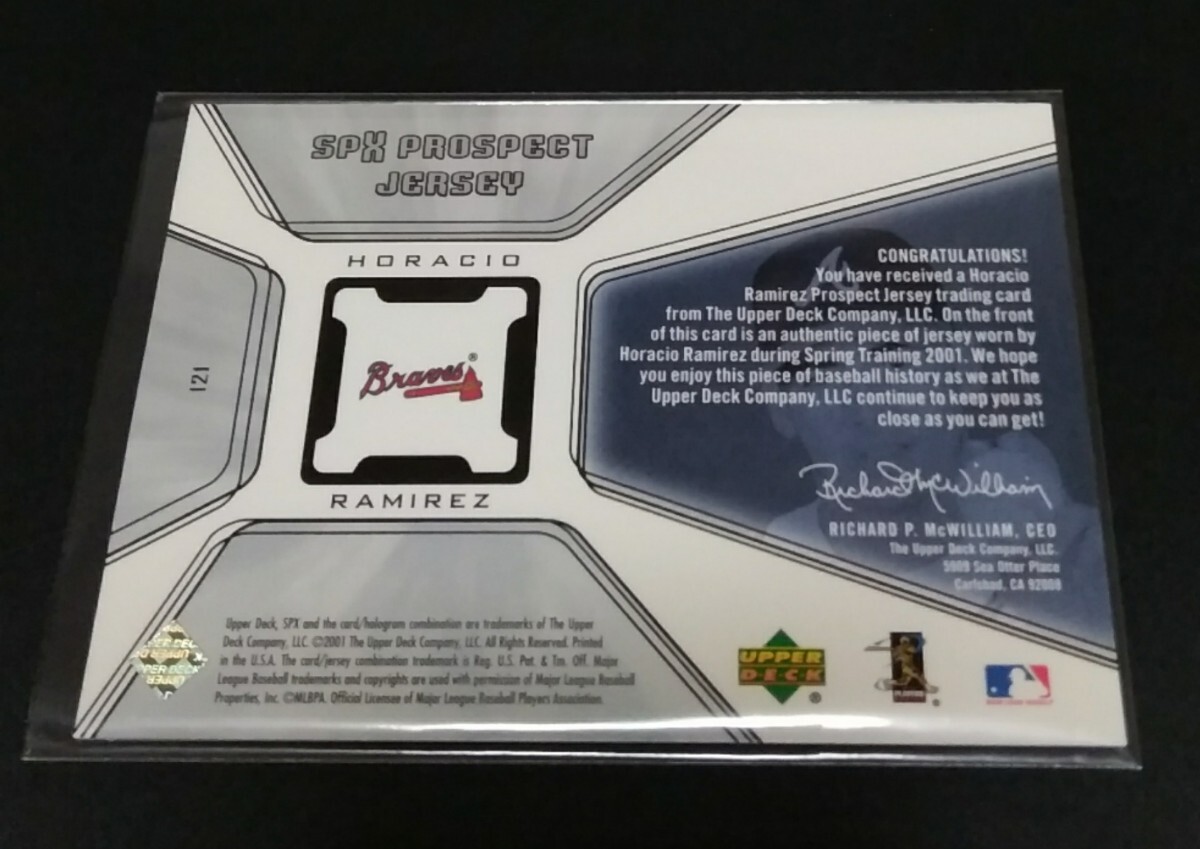 SPX PROSPECT
JERSEY
HORACIO
Braves®
RAMIREZ
121
CONGRATULATIONS!
You have received a Horacio
Ramirez Prospect Jersey trading card
from The Upper Deck Company, LLC. On the front
of this card is an authentic piece of jersey worn by
Horacio Ramirez during Spring Training 2001. We hope
you enjoy this piece of baseball history as we at The
Upper Deck Company, LLC continue to keep you as
close as you can get!
Richard McWilliam
RICHARD P. McWILLIAM, CEO
The Upper Deck Company, LLC.
5909 Sea Otter Place
Carlsbad, CA 92008
Upper Deck, SPX and the card/hologram combination are trademarks of The Upper
Deck Company, LLC. ©2001 The Upper Deck Company, LLC. All Rights Reserved. Printed
in the U.S.A. The card/jersey combination trademark is Reg. U.S. Pat. & Tm. Off. Major
League Baseball trademarks and copyrights are used with permission of Major League Baseball
Properties, Inc. ©MLBPA. Official Licensee of Major League Baseball Players Association.
UPPER
DECK®